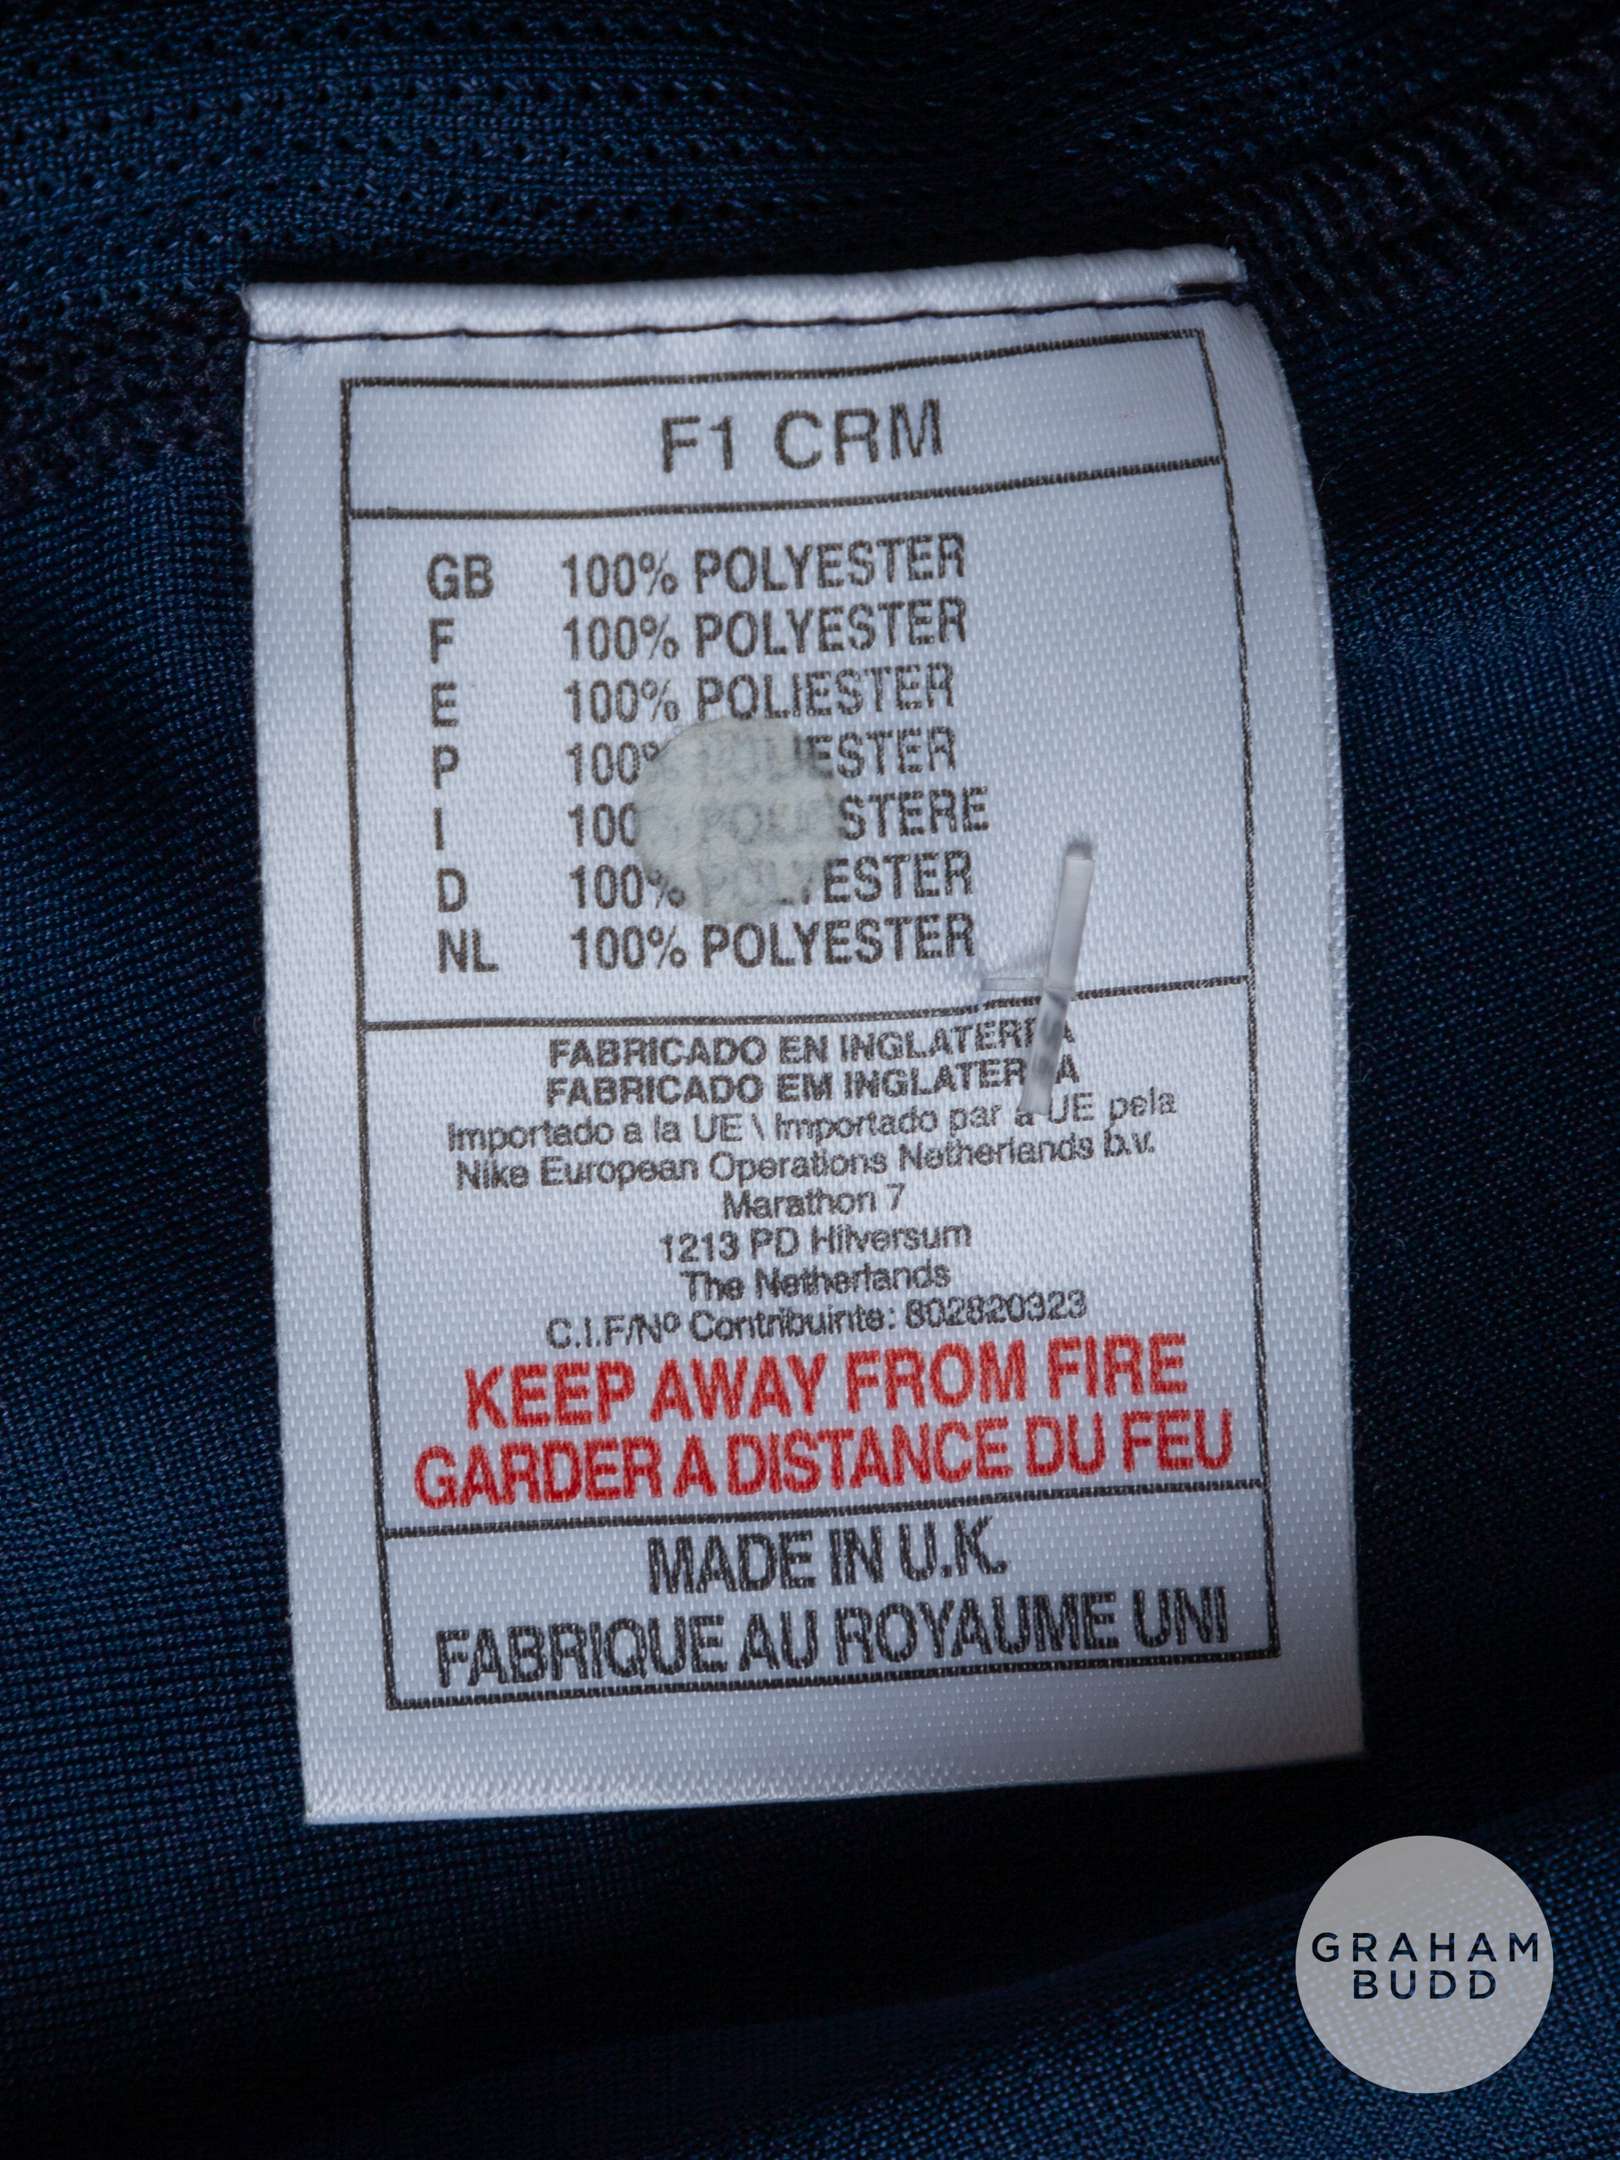 F1 CRM
GB 100% POLYESTER
F 100% POLYESTER
E 100% POLIESTER
P 100% POLIESTER
I 100% POLIESTERE
D 100% POLYESTER
NL 100% POLYESTER
FABRICADO EN INGLATERRA
FABRICADO EM INGLATERRA
Importado a la UE \ Importado par a UE pela
Nike European Operations Netherlands b.v.
Marathon 7
1213 PD Hilversum
The Netherlands
C.I.F/Nº Contribuinte: 802820323
KEEP AWAY FROM FIRE
GARDER A DISTANCE DU FEU
MADE IN U.K.
FABRIQUE AU ROYAUME UNI
GRAHAM
BUDD